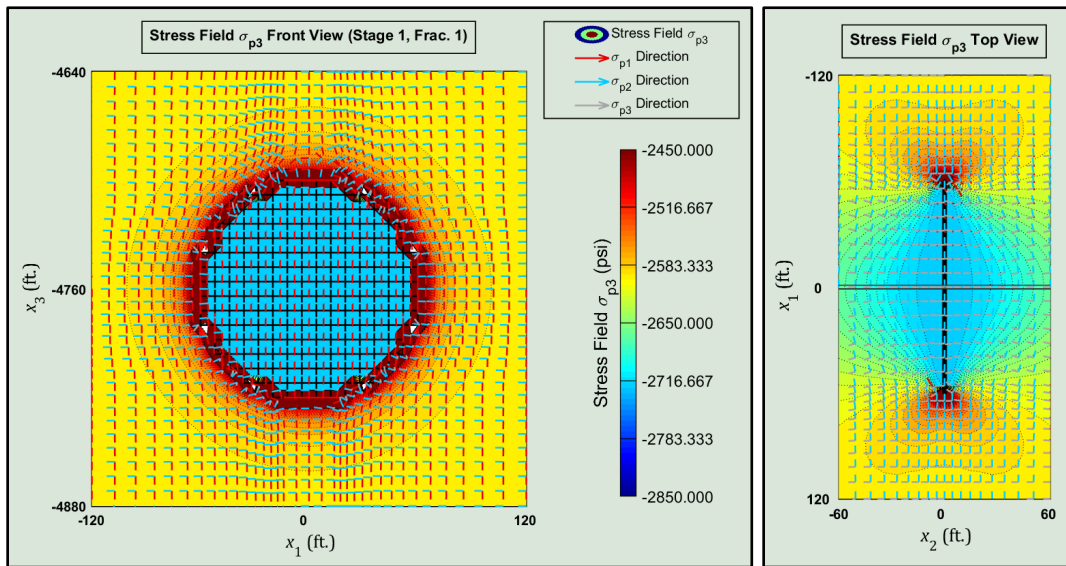 Stress Field σp3 Front View (Stage 1, Frac. 1)
Stress Field σp3
σp1 Direction
σp2 Direction
σp3 Direction
-4640
-4760
-4880
x3 (ft.)
-120
0
120
x1 (ft.)
Stress Field σp3 (psi)
-2450.000
-2516.667
-2583.333
-2650.000
-2716.667
-2783.333
-2850.000
Stress Field σp3 Top View
-120
0
120
x1 (ft.)
-60
0
60
x2 (ft.)